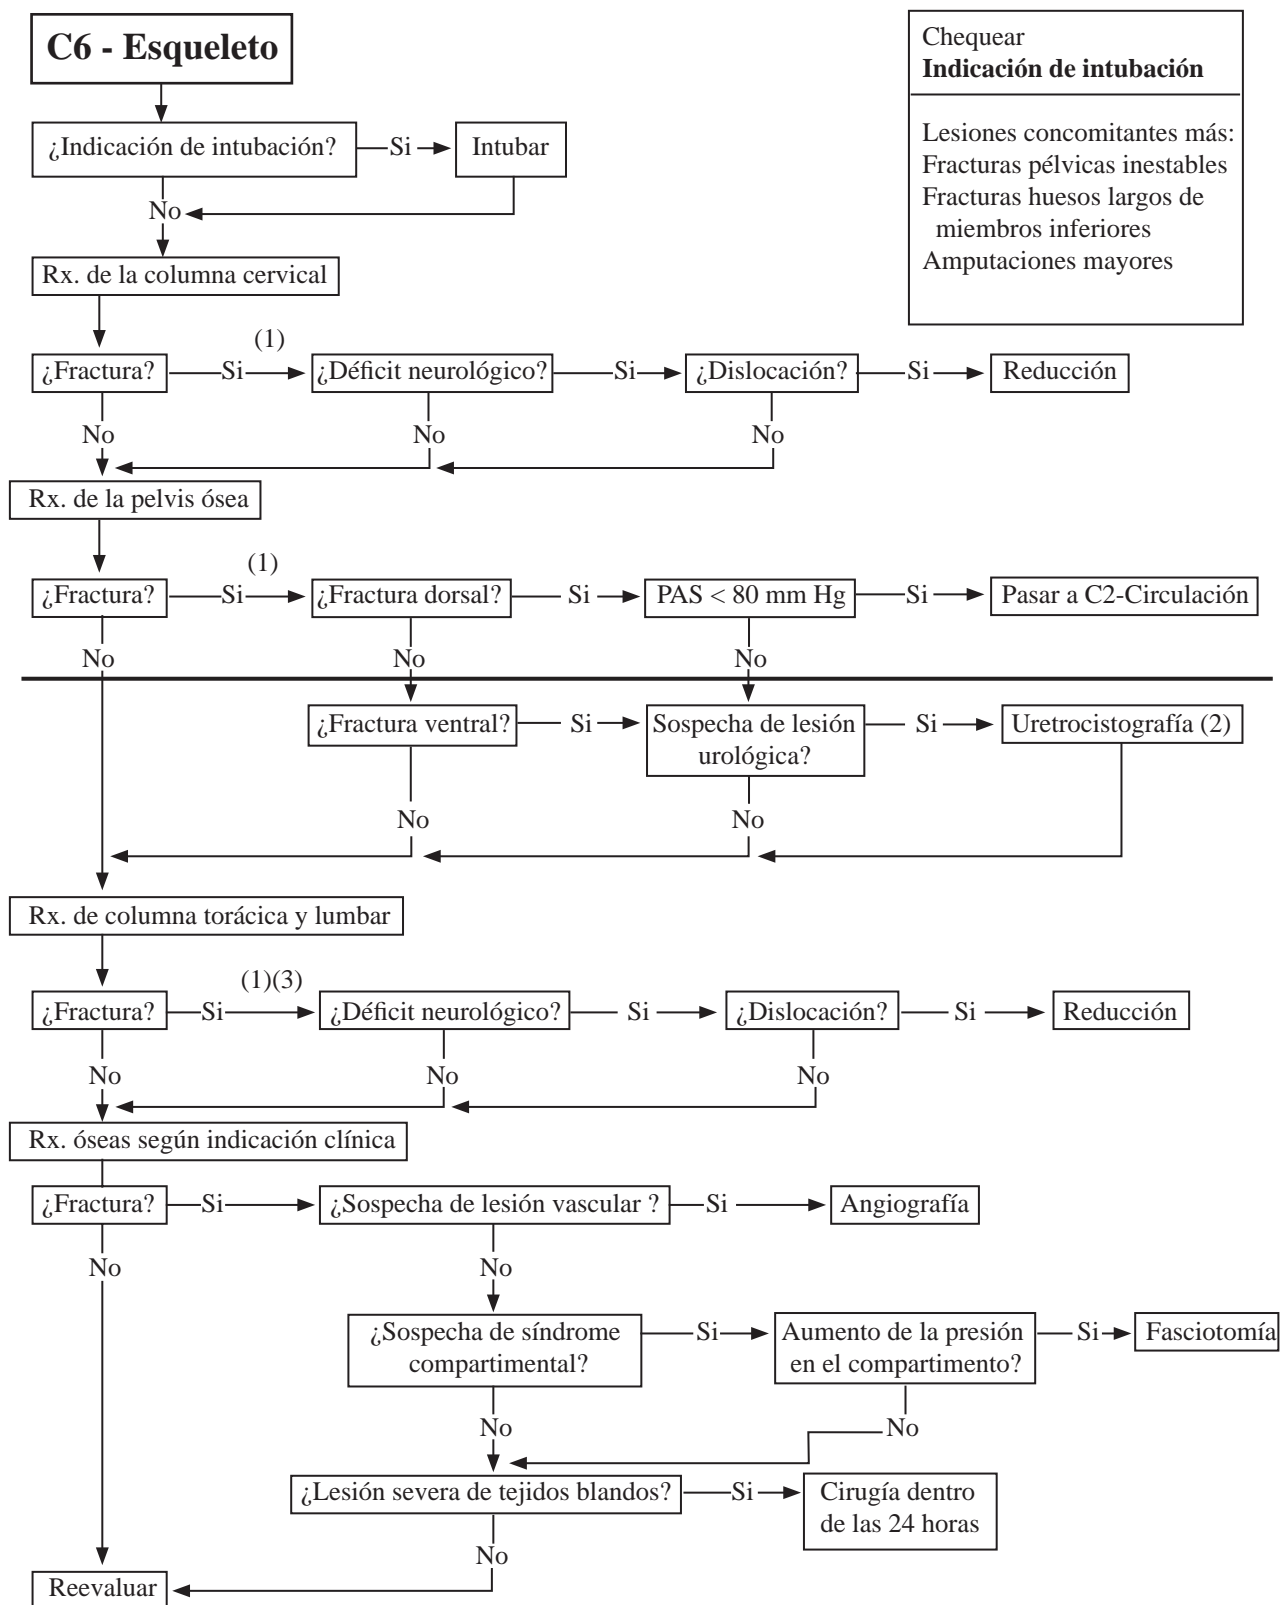 C6 - Esqueleto
Chequear
Indicación de intubación
Lesiones concomitantes más:
Fracturas pélvicas inestables
Fracturas huesos largos de
miembros inferiores
Amputaciones mayores
¿Indicación de intubación?
Si
Intubar
No
Rx. de la columna cervical
(1)
¿Fractura?
Si
¿Déficit neurológico?
Si
¿Dislocación?
Si
Reducción
No
No
No
Rx. de la pelvis ósea
(1)
¿Fractura?
Si
¿Fractura dorsal?
Si
PAS < 80 mm Hg
Si
Pasar a C2-Circulación
No
No
No
¿Fractura ventral?
Si
Sospecha de lesión
urológica?
Si
Uretrocistografía (2)
No
No
Rx. de columna torácica y lumbar
(1)(3)
¿Fractura?
Si
¿Déficit neurológico?
Si
¿Dislocación?
Si
Reducción
No
No
No
Rx. óseas según indicación clínica
¿Fractura?
Si
¿Sospecha de lesión vascular ?
Si
Angiografía
No
No
¿Sospecha de síndrome
compartimental?
Si
Aumento de la presión
en el compartimento?
Si
Fasciotomía
No
No
¿Lesión severa de tejidos blandos?
Si
Cirugía dentro
de las 24 horas
No
Reevaluar